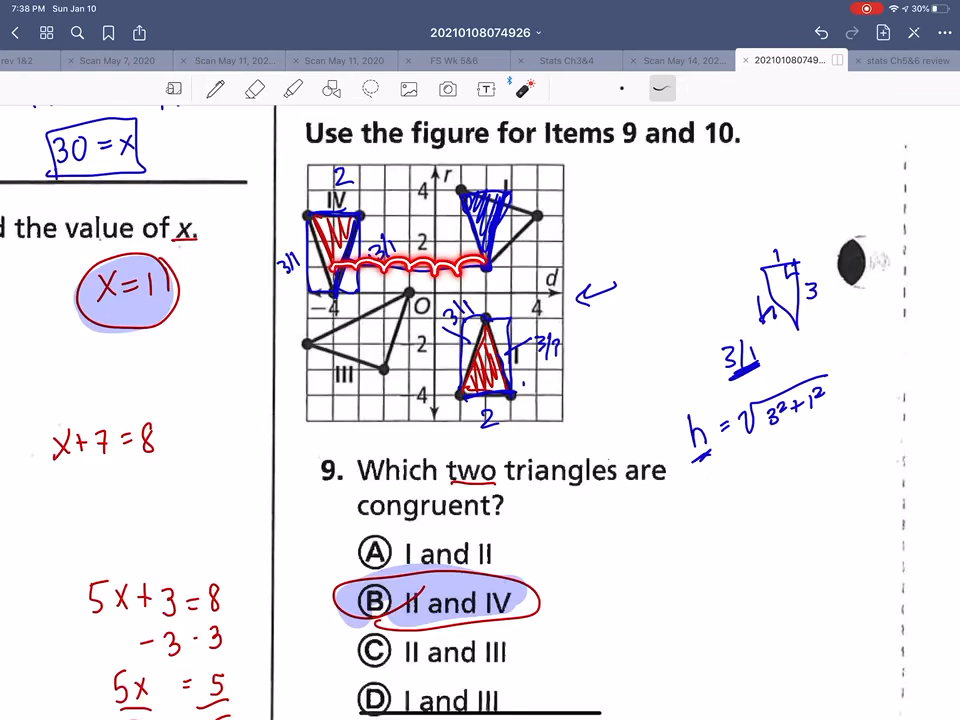 7:38 PM Sun Jan 10
30%
20210108074926
rev 1&2
Scan May 7, 2020
Scan May 11, 202...
Scan May 11, 2020
FS Wk 5&6
Stats Ch3&4
Scan May 14, 202...
202101080749...
stats Ch5&6 review
30 = x
d the value of x.
x = 11
x + 7 = 8
5x + 3 = 8
- 3 - 3
5x = 5
Use the figure for Items 9 and 10.
2
IV
4
r
I
3/1
3/1
2
-4
O
d
4
3/1
3/1
2
I
III
-4
2
1
3
h
3/1
h = √3² + 1²
9. Which two triangles are
congruent?
A I and II
B II and IV
C II and III
D I and III